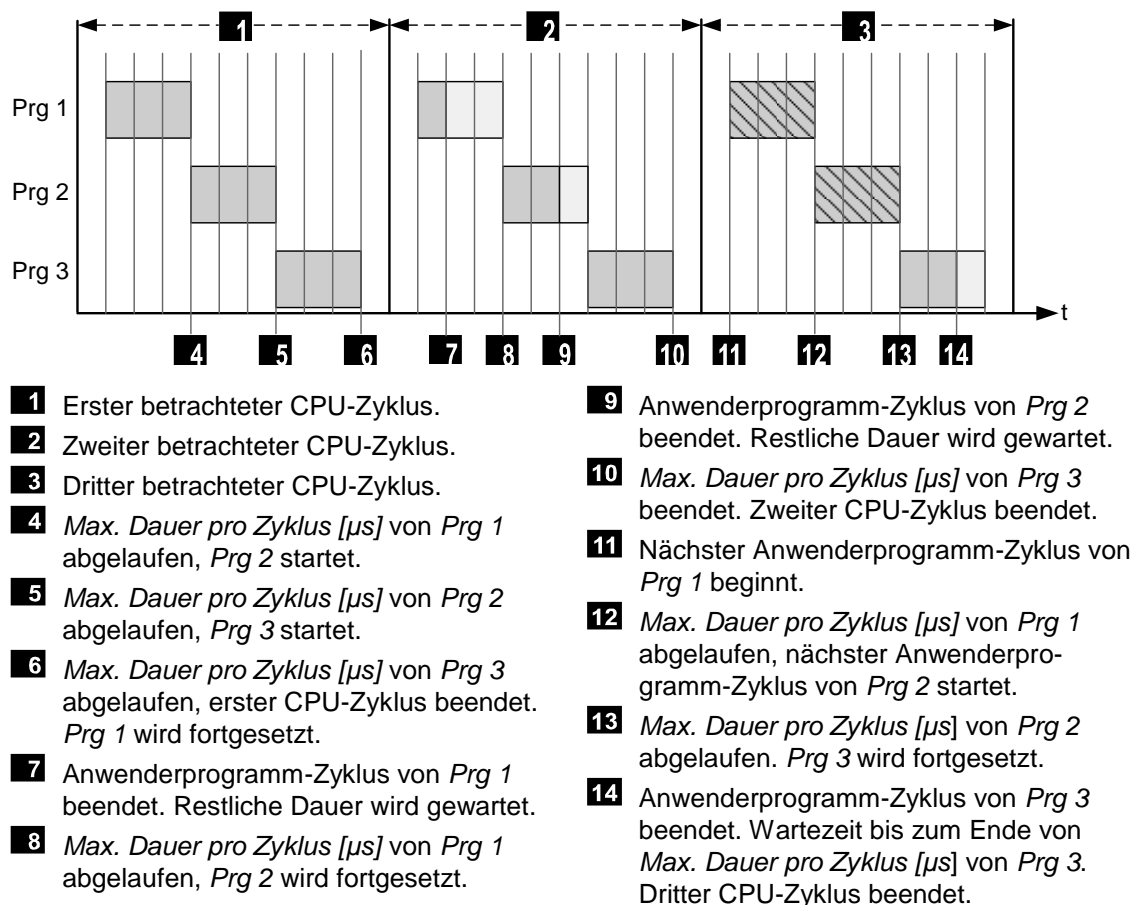 1 2 3
Prg 1
Prg 2
Prg 3
t
4 5 6 7 8 9 10 11 12 13 14
1 Erster betrachteter CPU-Zyklus.
2 Zweiter betrachteter CPU-Zyklus.
3 Dritter betrachteter CPU-Zyklus.
4 Max. Dauer pro Zyklus [µs] von Prg 1
abgelaufen, Prg 2 startet.
5 Max. Dauer pro Zyklus [µs] von Prg 2
abgelaufen, Prg 3 startet.
6 Max. Dauer pro Zyklus [µs] von Prg 3
abgelaufen, erster CPU-Zyklus beendet.
Prg 1 wird fortgesetzt.
7 Anwenderprogramm-Zyklus von Prg 1
beendet. Restliche Dauer wird gewartet.
8 Max. Dauer pro Zyklus [µs] von Prg 1
abgelaufen, Prg 2 wird fortgesetzt.
9 Anwenderprogramm-Zyklus von Prg 2
beendet. Restliche Dauer wird gewartet.
10 Max. Dauer pro Zyklus [µs] von Prg 3
beendet. Zweiter CPU-Zyklus beendet.
11 Nächster Anwenderprogramm-Zyklus von
Prg 1 beginnt.
12 Max. Dauer pro Zyklus [µs] von Prg 1
abgelaufen, nächster Anwenderpro-
gramm-Zyklus von Prg 2 startet.
13 Max. Dauer pro Zyklus [µs] von Prg 2
abgelaufen. Prg 3 wird fortgesetzt.
14 Anwenderprogramm-Zyklus von Prg 3
beendet. Wartezeit bis zum Ende von
Max. Dauer pro Zyklus [µs] von Prg 3.
Dritter CPU-Zyklus beendet.